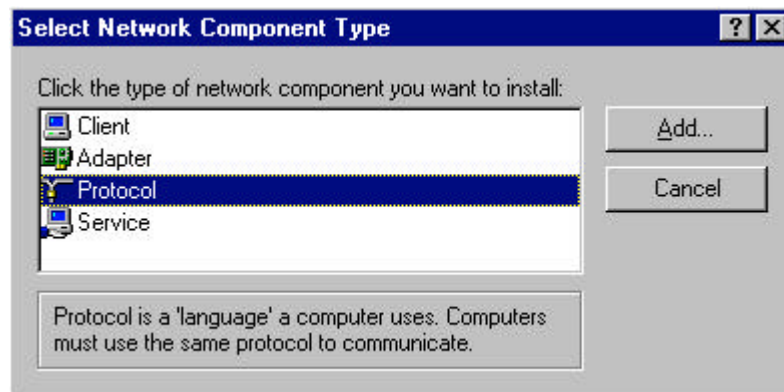 Select Network Component Type
Click the type of network component you want to install:
Client
Adapter
Protocol
Service
Add...
Cancel
Protocol is a 'language' a computer uses. Computers
must use the same protocol to communicate.